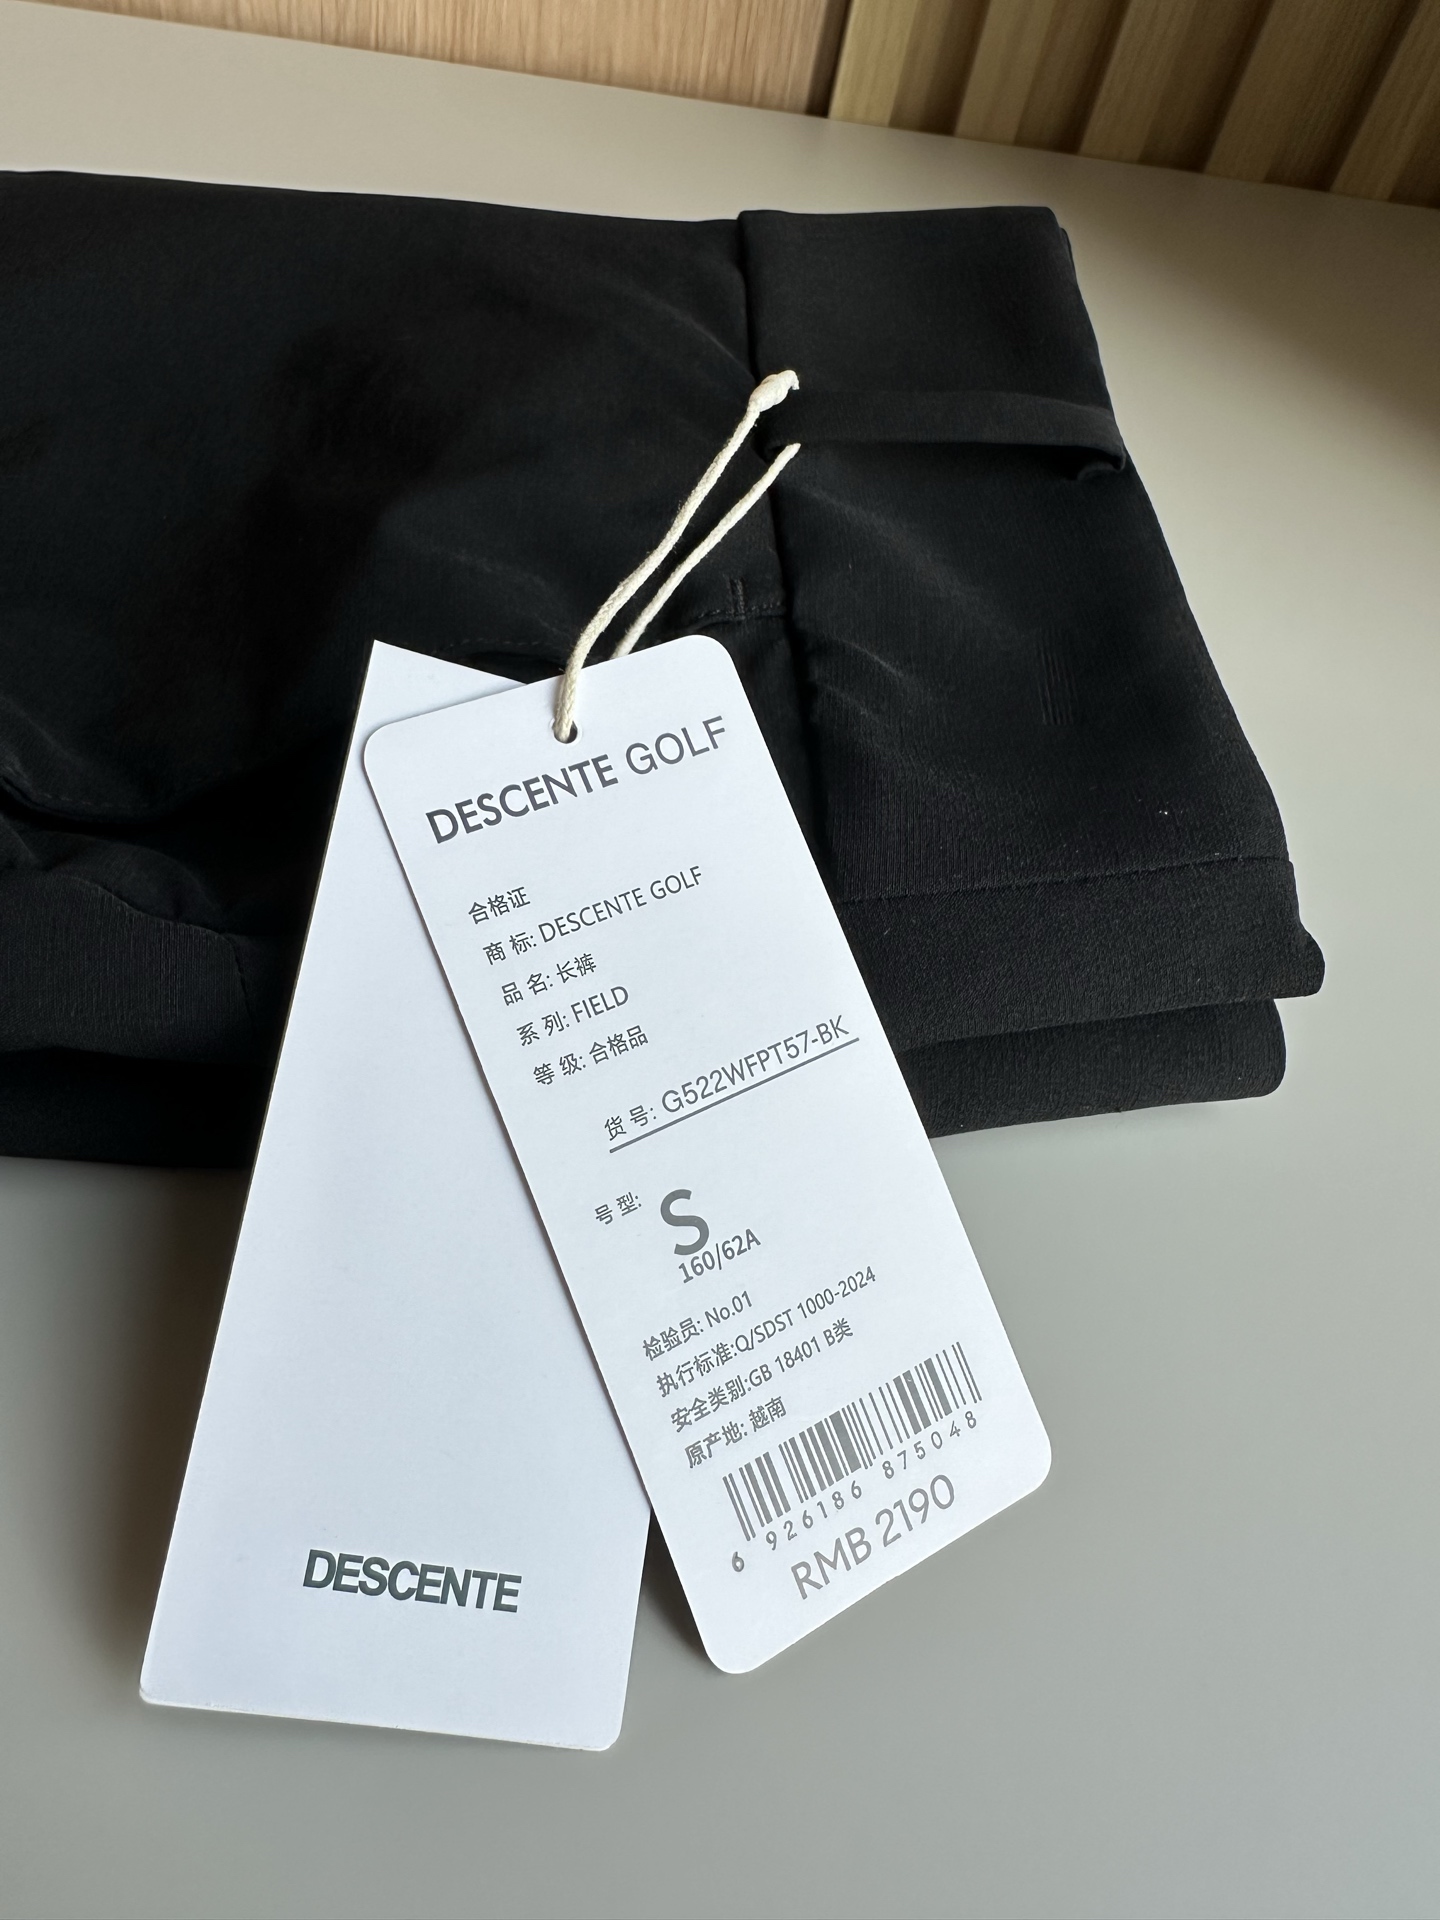 DESCENTE GOLF
合格证
商 标: DESCENTE GOLF
品 名: 长裤
系 列: FIELD
等 级: 合格品
货 号: G522WFPT57-BK
号 型: S
160/62A
检验员: No.01
执行标准:Q/SDST 1000-2024
安全类别:GB 18401 B类
原产地: 越南
6 926186 875048
RMB 2190
DESCENTE